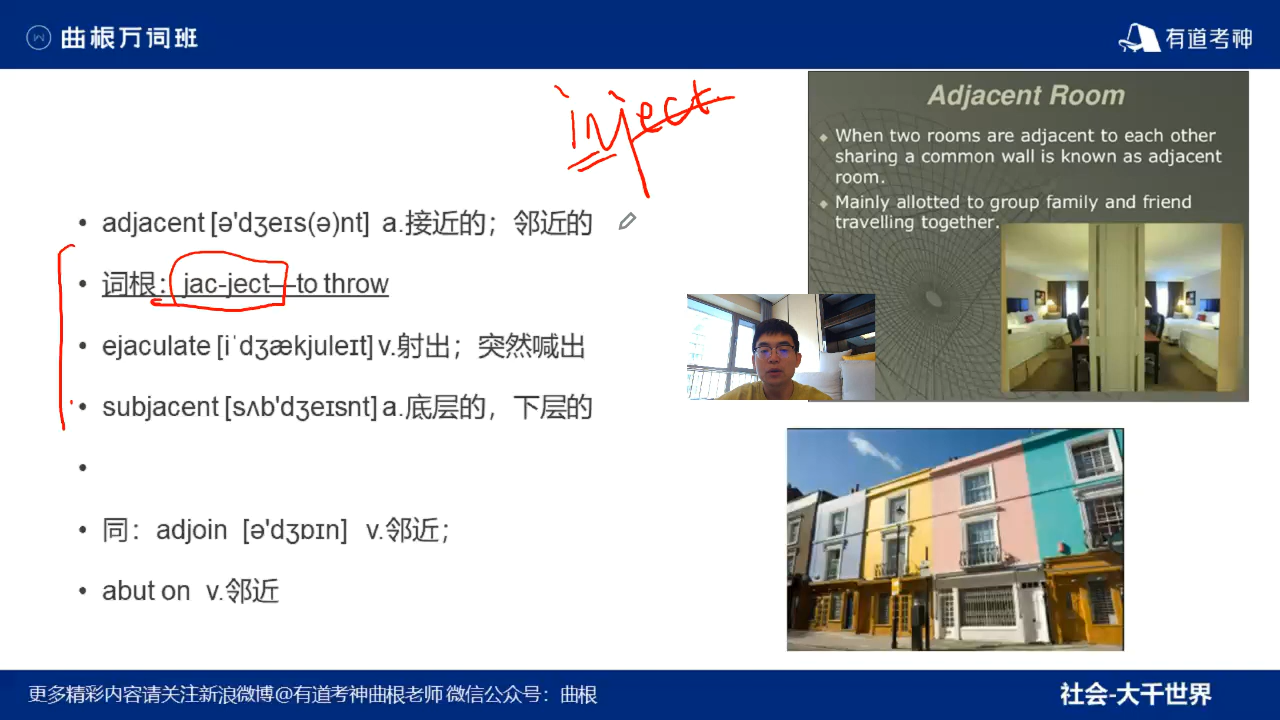 曲根万词班
有道考神
inject
adjacent [ə'dʒeɪs(ə)nt] a.接近的；邻近的
词根：jac-ject—to throw
ejaculate [iˈdʒækjuleɪt] v.射出；突然喊出
subjacent [sʌb'dʒeɪsnt] a.底层的，下层的
同：adjoin [ə'dʒɒɪn] v.邻近；
abut on v.邻近
Adjacent Room
When two rooms are adjacent to each other
sharing a common wall is known as adjacent
room.
Mainly allotted to group family and friend
travelling together.
更多精彩内容请关注新浪微博@有道考神曲根老师 微信公众号：曲根
社会-大千世界